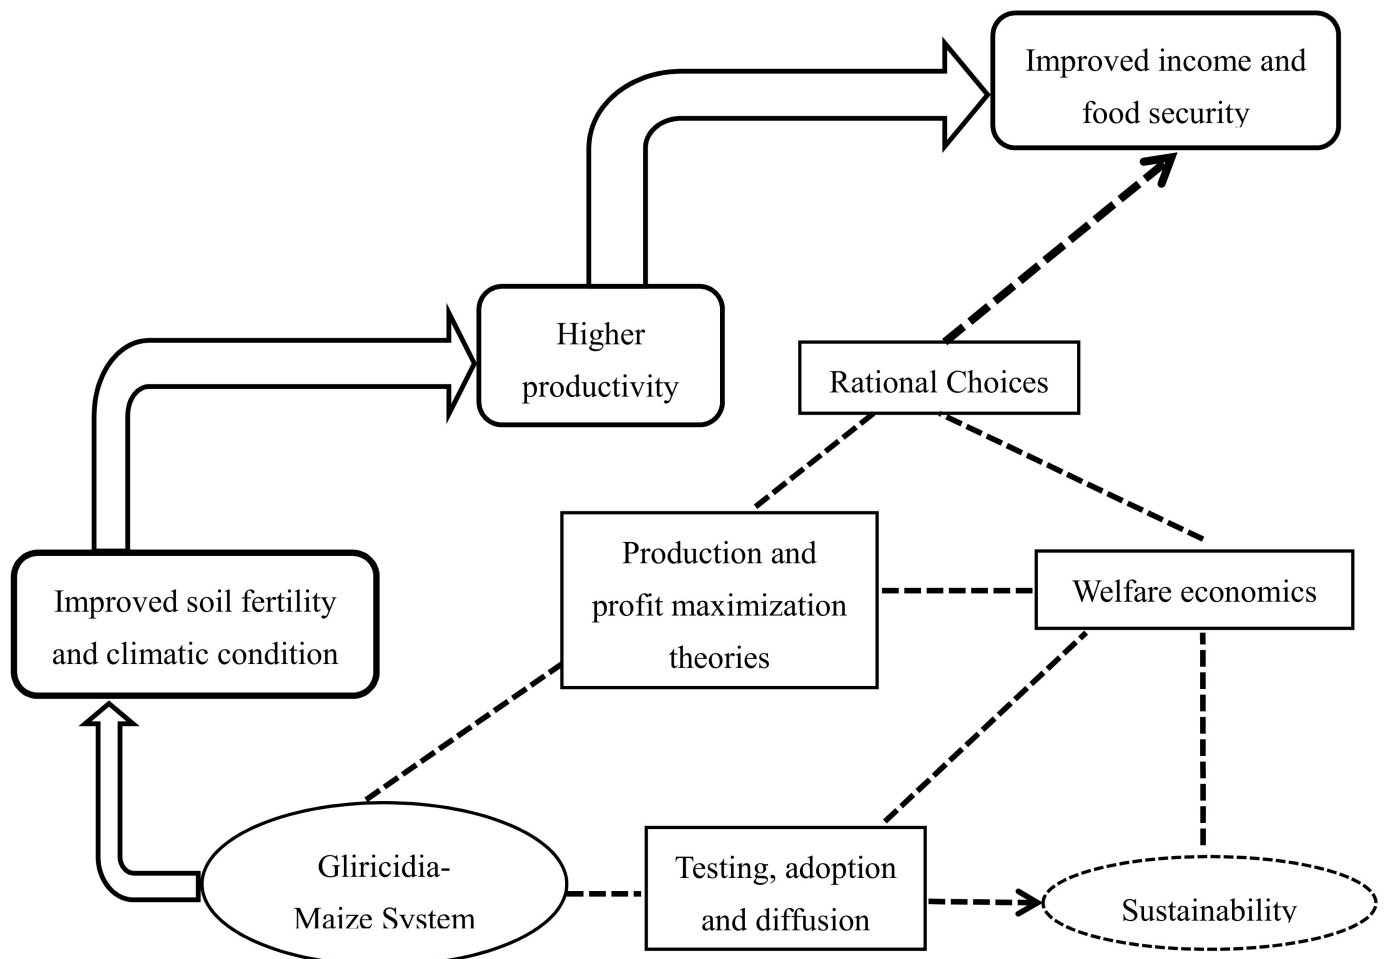 Improved income and
food security
Higher
productivity
Rational Choices
Production and
profit maximization
theories
Welfare economics
Improved soil fertility
and climatic condition
Gliricidia-
Maize System
Testing, adoption
and diffusion
Sustainability